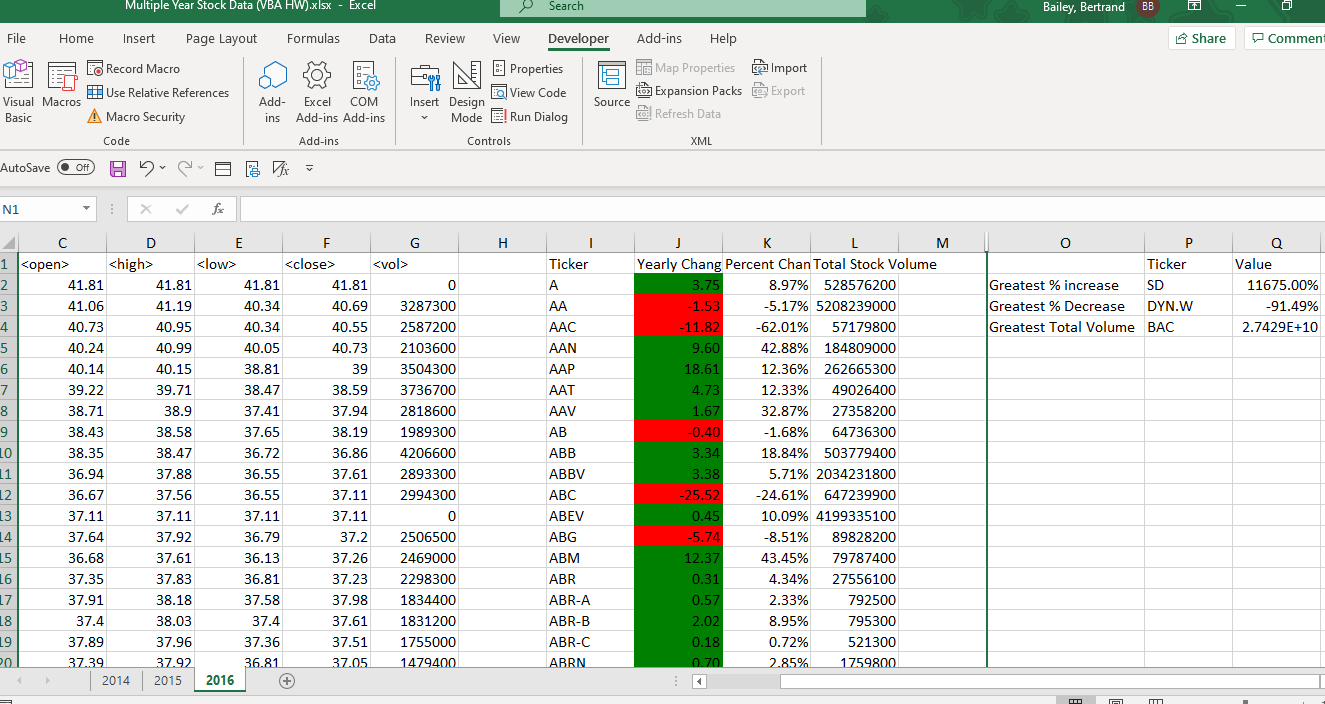 Multiple Year Stock Data (VBA HW).xlsx - Excel Search Bailey, Bertrand BB
File Home Insert Page Layout Formulas Data Review View Developer Add-ins Help Share Comment
Visual Basic Macros Record Macro Use Relative References Macro Security Code
Add-ins Excel Add-ins COM Add-ins Add-ins
Insert Design Mode Properties View Code Run Dialog Controls
Source Map Properties Expansion Packs Refresh Data Import Export XML
AutoSave Off
N1 fx
C D E F G H I J K L M O P Q
1 <open> <high> <low> <close> <vol> Ticker Yearly Chang Percent Chan Total Stock Volume Ticker Value
2 41.81 41.81 41.81 41.81 0 A 3.75 8.97% 528576200 Greatest % increase SD 11675.00%
3 41.06 41.19 40.34 40.69 3287300 AA -1.53 -5.17% 5208239000 Greatest % Decrease DYN.W -91.49%
4 40.73 40.95 40.34 40.55 2587200 AAC -11.82 -62.01% 57179800 Greatest Total Volume BAC 2.7429E+10
5 40.24 40.99 40.05 40.73 2103600 AAN 9.60 42.88% 184809000
6 40.14 40.15 38.81 39 3504300 AAP 18.61 12.36% 262665300
7 39.22 39.71 38.47 38.59 3736700 AAT 4.73 12.33% 49026400
8 38.71 38.9 37.41 37.94 2818600 AAV 1.67 32.87% 27358200
9 38.43 38.58 37.65 38.19 1989300 AB -0.40 -1.68% 64736300
10 38.35 38.47 36.72 36.86 4206600 ABB 3.34 18.84% 503779400
11 36.94 37.88 36.55 37.61 2893300 ABBV 3.38 5.71% 2034231800
12 36.67 37.56 36.55 37.11 2994300 ABC -25.52 -24.61% 647239900
13 37.11 37.11 37.11 37.11 0 ABEV 0.45 10.09% 4199335100
14 37.64 37.92 36.79 37.2 2506500 ABG -5.74 -8.51% 89828200
15 36.68 37.61 36.13 37.26 2469000 ABM 12.37 43.45% 79787400
16 37.35 37.83 36.81 37.23 2298300 ABR 0.31 4.34% 27556100
17 37.91 38.18 37.58 37.98 1834400 ABR-A 0.57 2.33% 792500
18 37.4 38.03 37.4 37.61 1831200 ABR-B 2.02 8.95% 795300
19 37.89 37.96 37.36 37.51 1755000 ABR-C 0.18 0.72% 521300
20 37.39 37.92 36.81 37.05 1479400 ABRN 0.70 2.85% 1759800
2014 2015 2016